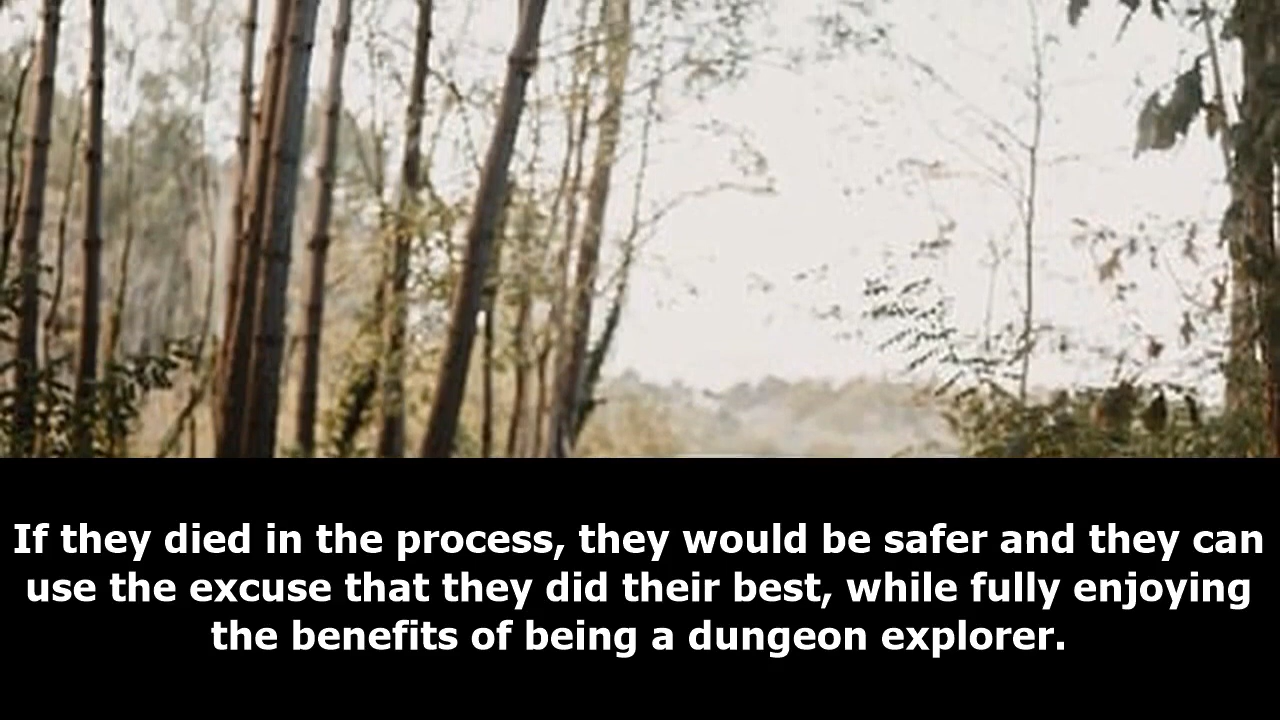 If they died in the process, they would be safer and they can
use the excuse that they did their best, while fully enjoying
the benefits of being a dungeon explorer.